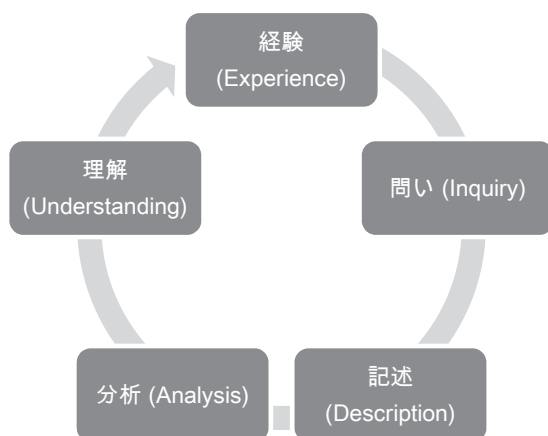 経験
(Experience)
問い (Inquiry)
記述
(Description)
分析 (Analysis)
理解
(Understanding)